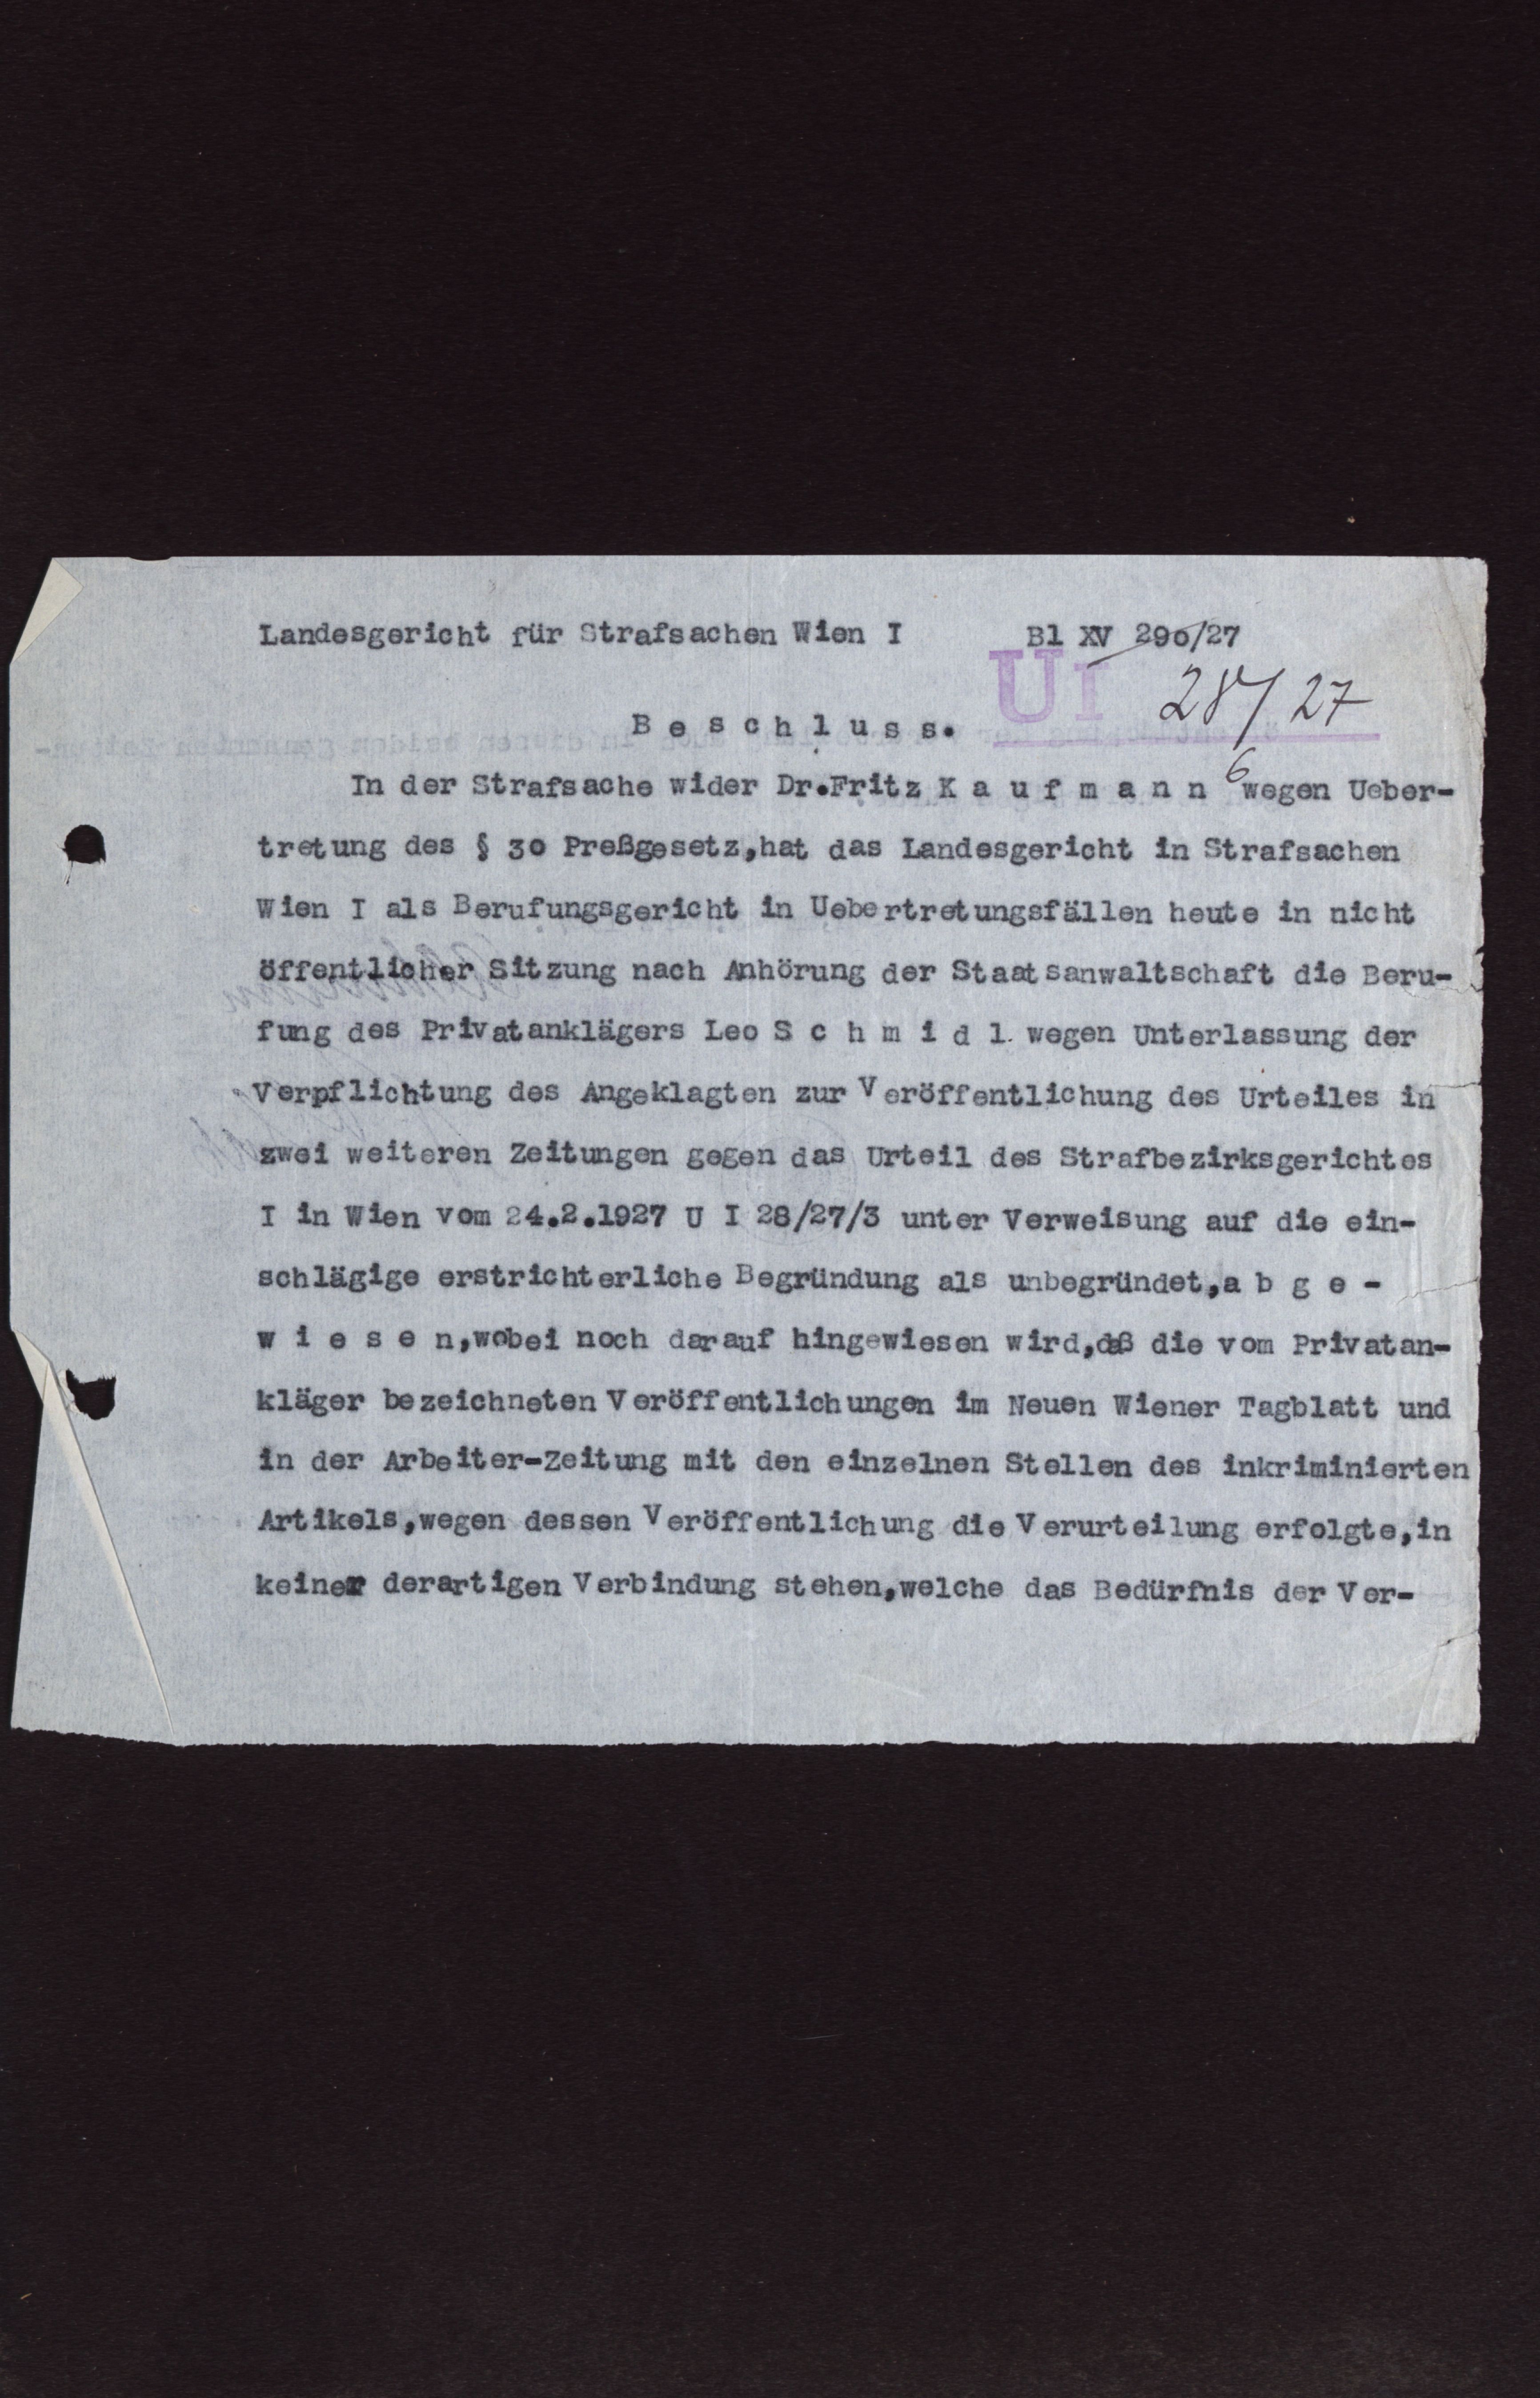 Landesgericht für Strafsachen Wien I Bl XV 290/27
UI 28/27
6
B e s c h l u s s.
In der Strafsache wider Dr.Fritz K a u f m a n n wegen Ueber-
tretung des § 30 Preßgesetz,hat das Landesgericht in Strafsachen
Wien I als Berufungsgericht in Uebertretungsfällen heute in nicht
öffentlicher Sitzung nach Anhörung der Staatsanwaltschaft die Beru-
fung des Privatanklägers Leo S c h m i d l wegen Unterlassung der
Verpflichtung des Angeklagten zur Veröffentlichung des Urteiles in
zwei weiteren Zeitungen gegen das Urteil des Strafbezirksgerichtes
I in Wien vom 24.2.1927 U I 28/27/3 unter Verweisung auf die ein-
schlägige erstrichterliche Begründung als unbegründet,a b g e -
w i e s e n,wobei noch darauf hingewiesen wird,daß die vom Privatan-
kläger bezeichneten Veröffentlichungen im Neuen Wiener Tagblatt und
in der Arbeiter-Zeitung mit den einzelnen Stellen des inkriminierten
Artikels,wegen dessen Veröffentlichung die Verurteilung erfolgte,in
keiner derartigen Verbindung stehen,welche das Bedürfnis der Ver-